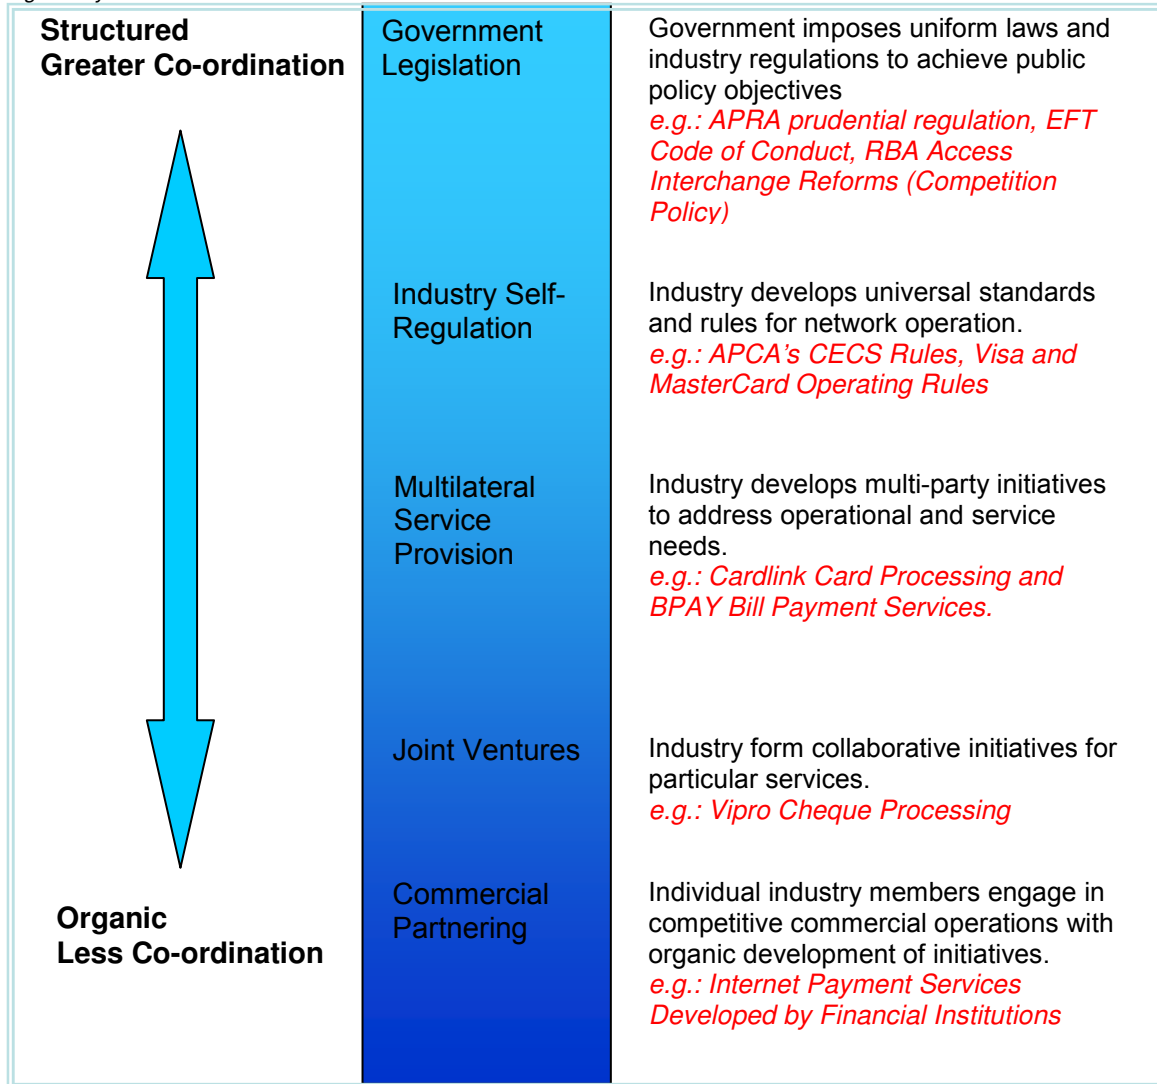 Structured
Greater Co-ordination
Government
Legislation
Government imposes uniform laws and
industry regulations to achieve public
policy objectives
e.g.: APRA prudential regulation, EFT
Code of Conduct, RBA Access
Interchange Reforms (Competition
Policy)
Industry Self-
Regulation
Industry develops universal standards
and rules for network operation.
e.g.: APCA's CECS Rules, Visa and
MasterCard Operating Rules
Multilateral
Service
Provision
Industry develops multi-party initiatives
to address operational and service
needs.
e.g.: Cardlink Card Processing and
BPAY Bill Payment Services.
Joint Ventures
Industry form collaborative initiatives for
particular services.
e.g.: Vipro Cheque Processing
Organic
Less Co-ordination
Commercial
Partnering
Individual industry members engage in
competitive commercial operations with
organic development of initiatives.
e.g.: Internet Payment Services
Developed by Financial Institutions